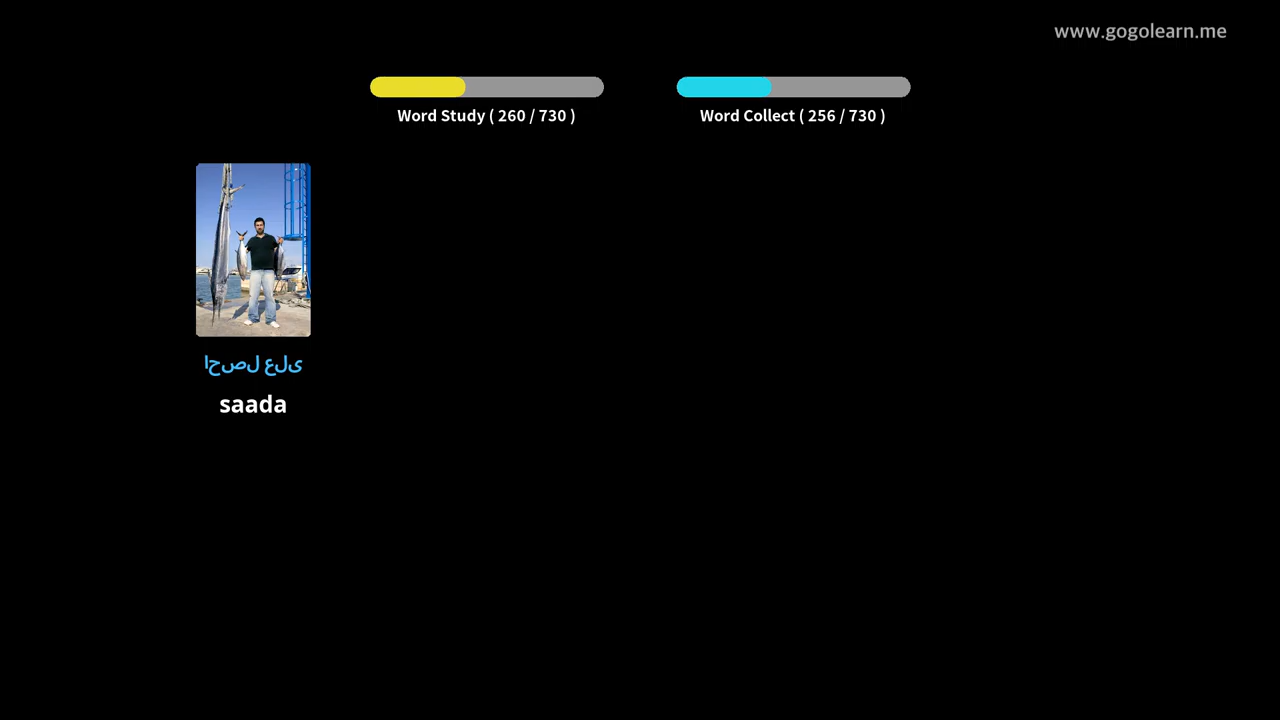 www.gogolearn.me
Word Study ( 260 / 730 )
Word Collect ( 256 / 730 )
احصل على
saada